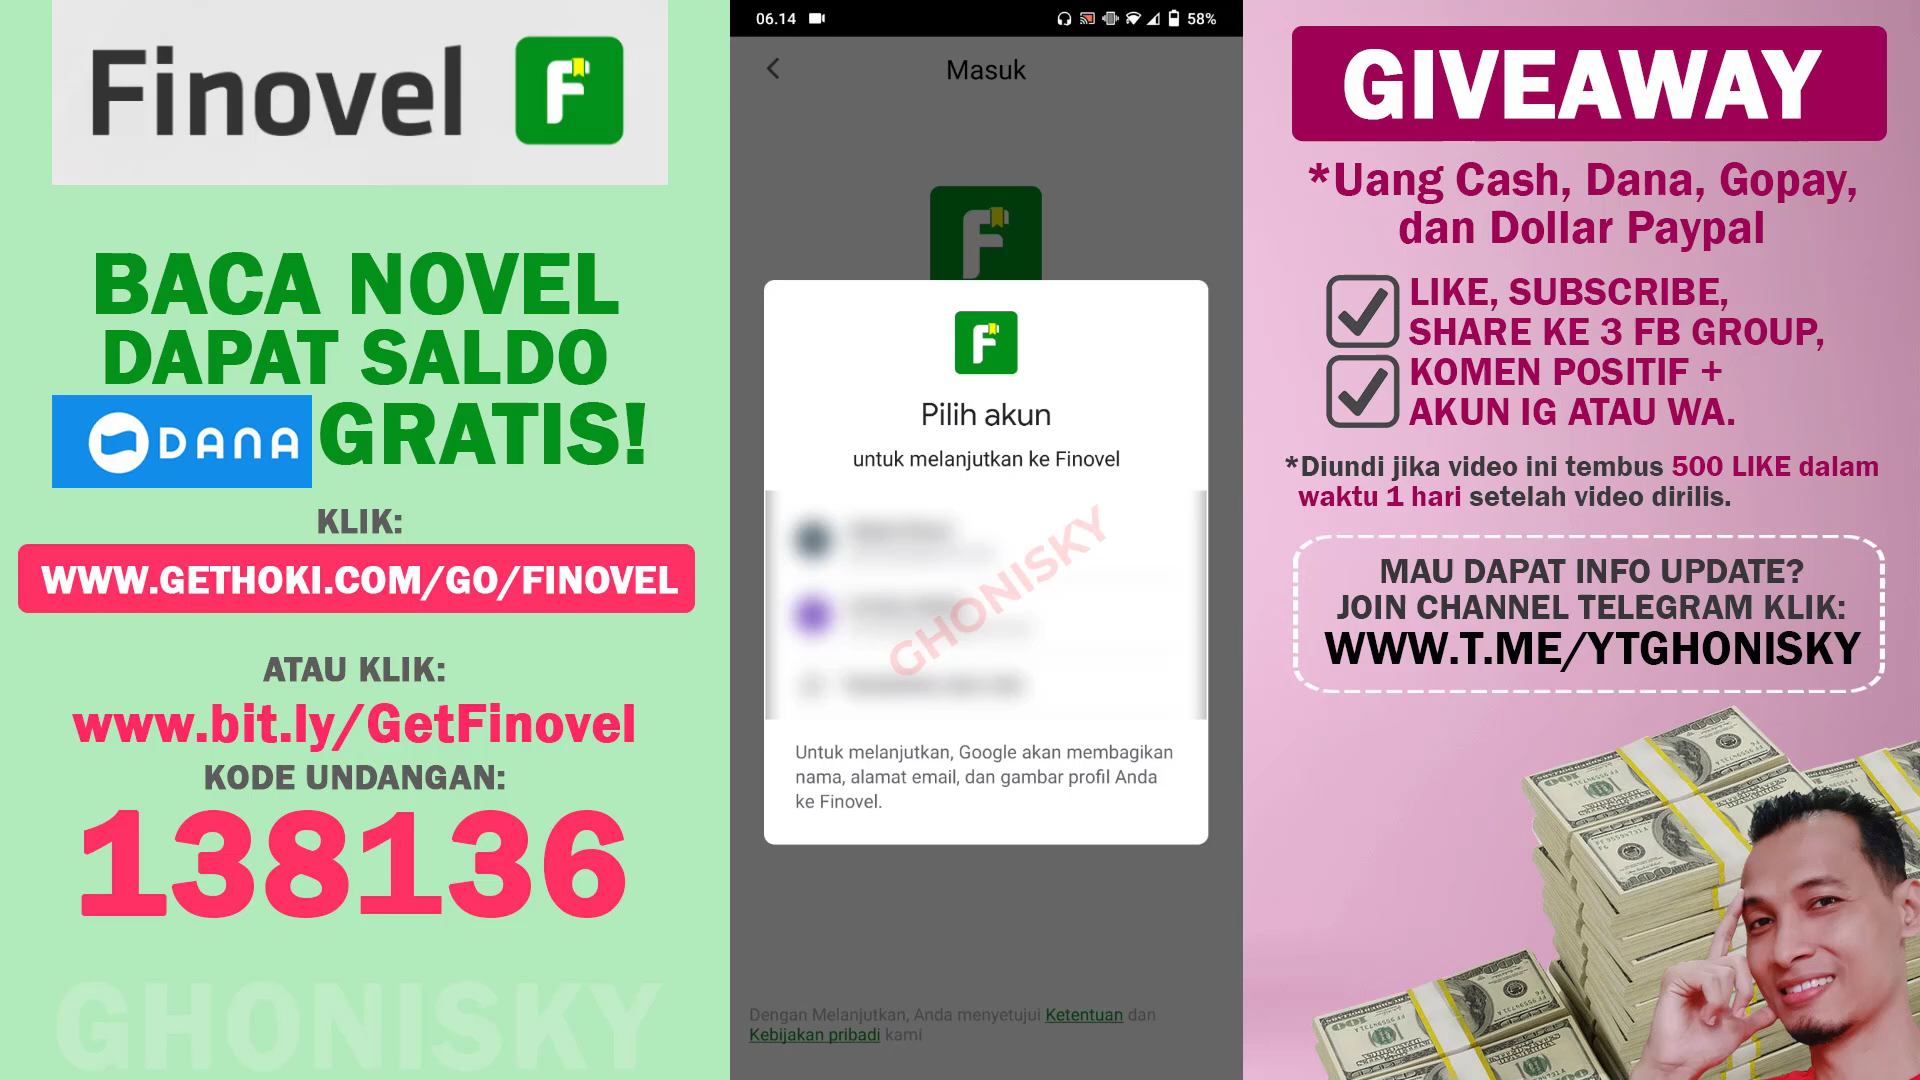 Finovel
F
BACA NOVEL
DAPAT SALDO
DANA GRATIS!
KLIK:
WWW.GETHOKI.COM/GO/FINOVEL
ATAU KLIK:
www.bit.ly/GetFinovel
KODE UNDANGAN:
138136
GHONISKY
06.14
58%
Masuk
F
F
Pilih akun
untuk melanjutkan ke Finovel
GHONISKY
Untuk melanjutkan, Google akan membagikan
nama, alamat email, dan gambar profil Anda
ke Finovel.
Dengan Melanjutkan, Anda menyetujui Ketentuan dan
Kebijakan pribadi kami
GIVEAWAY
*Uang Cash, Dana, Gopay,
dan Dollar Paypal
LIKE, SUBSCRIBE,
SHARE KE 3 FB GROUP,
KOMEN POSITIF +
AKUN IG ATAU WA.
*Diundi jika video ini tembus 500 LIKE dalam
waktu 1 hari setelah video dirilis.
MAU DAPAT INFO UPDATE?
JOIN CHANNEL TELEGRAM KLIK:
WWW.T.ME/YTGHONISKY